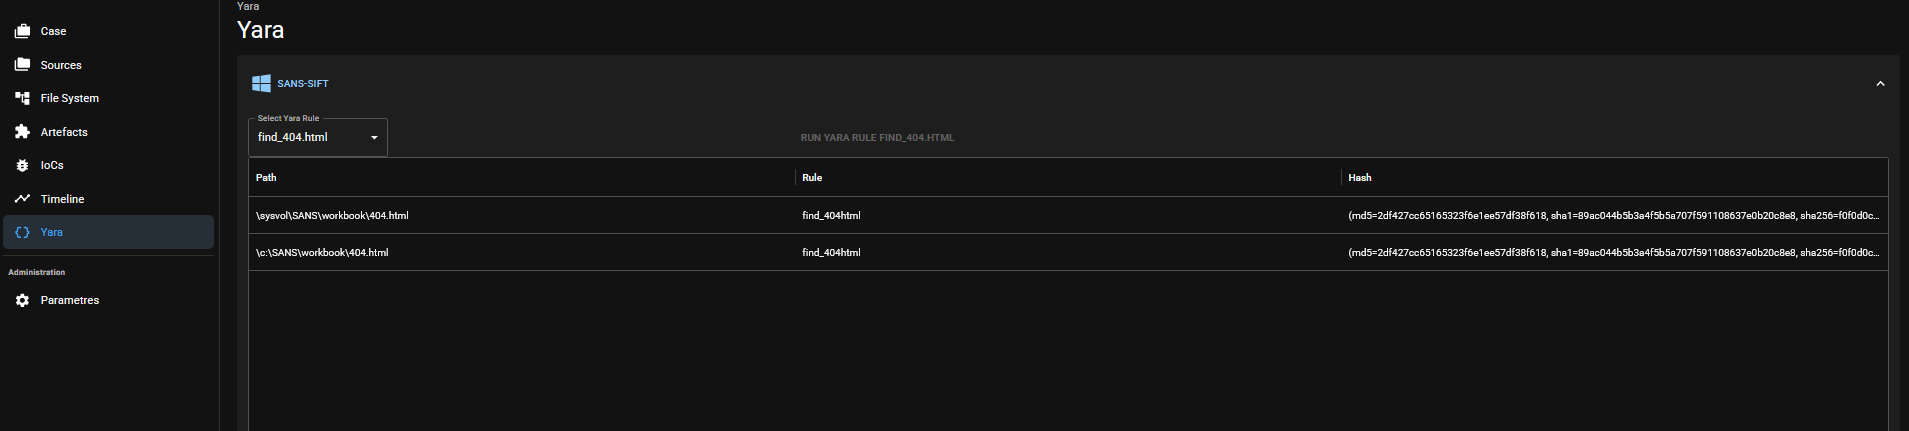 Case
Sources
File System
Artefacts
IoCs
Timeline
Yara
Administration
Parametres
Yara
Yara
SANS-SIFT
Select Yara Rule
find_404.html
RUN YARA RULE FIND_404.HTML
Path Rule Hash
\sysvol\SANS\workbook\404.html find_404html (md5=2df427cc65165323f6e1ee57df38f618, sha1=89ac044b5b3a4f5b5a707f591108637e0b20c8e8, sha256=f0f0d0c...
\c:\SANS\workbook\404.html find_404html (md5=2df427cc65165323f6e1ee57df38f618, sha1=89ac044b5b3a4f5b5a707f591108637e0b20c8e8, sha256=f0f0d0c...